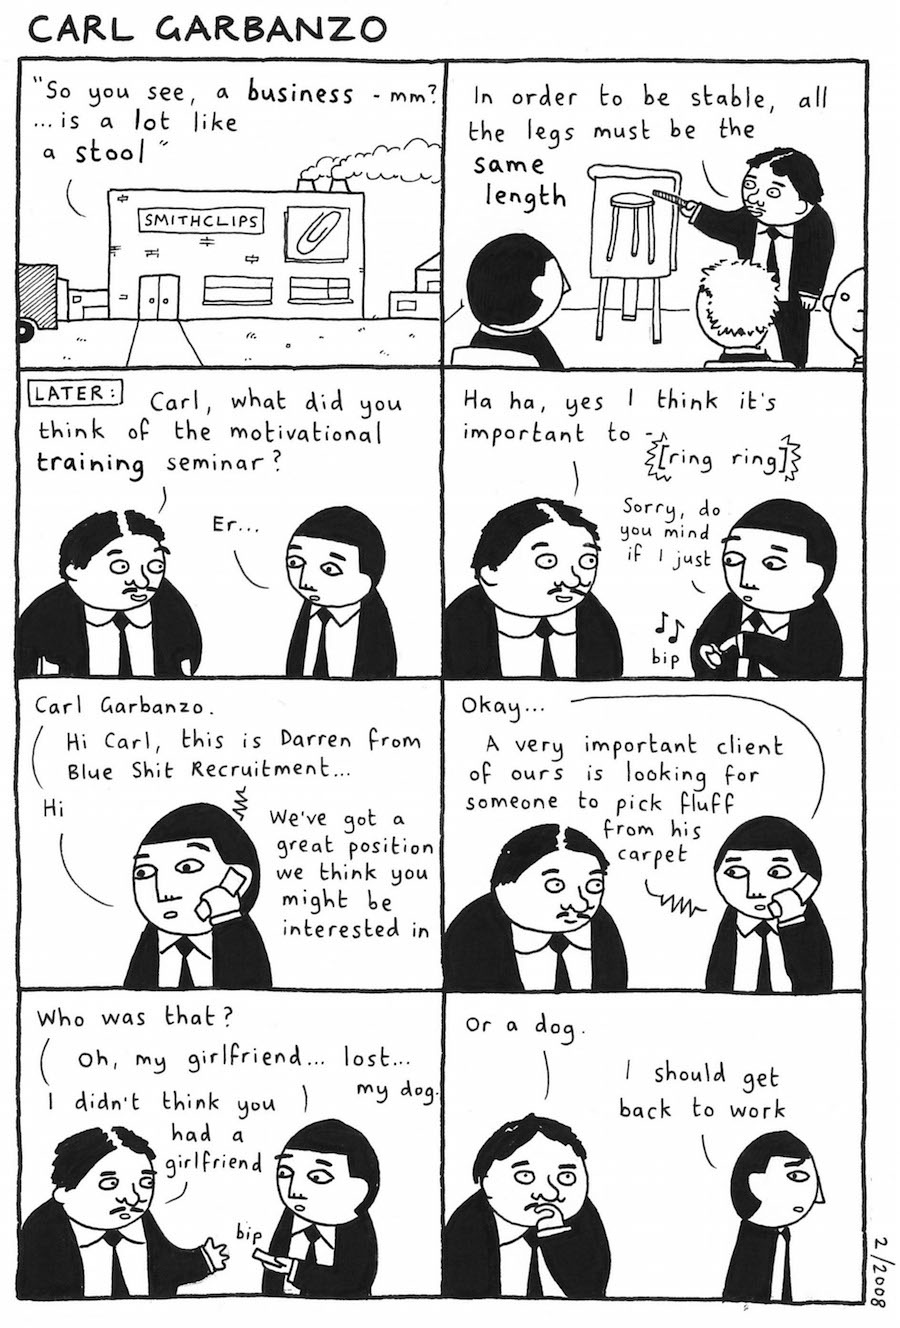 CARL GARBANZO
"So you see, a business - mm?
...is a lot like
a stool"
SMITHCLIPS
In order to be stable, all
the legs must be the
same
length
LATER:
Carl, what did you
think of the motivational
training seminar?
Er...
Ha ha, yes I think it's
important to -
[ring ring]
Sorry, do
you mind
if I just
bip
Carl Garbanzo.
Hi Carl, this is Darren from
Blue Shit Recruitment...
Hi
We've got a
great position
we think you
might be
interested in
Okay...
A very important client
of ours is looking for
someone to pick fluff
from his
carpet
Who was that?
Oh, my girlfriend... lost...
my dog.
I didn't think you
had a
girlfriend
bip
Or a dog.
I should get
back to work
2/2008